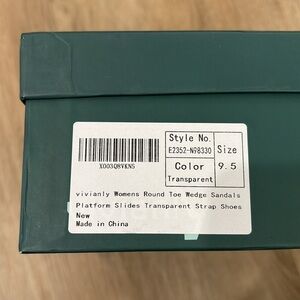 Style No.
E2352-N98330
Size
X003Q8VKN5
Color
9.5
Transparent
vivianly Womens Round Toe Wedge Sandals
Platform Slides Transparent Strap Shoes
New
Made in China